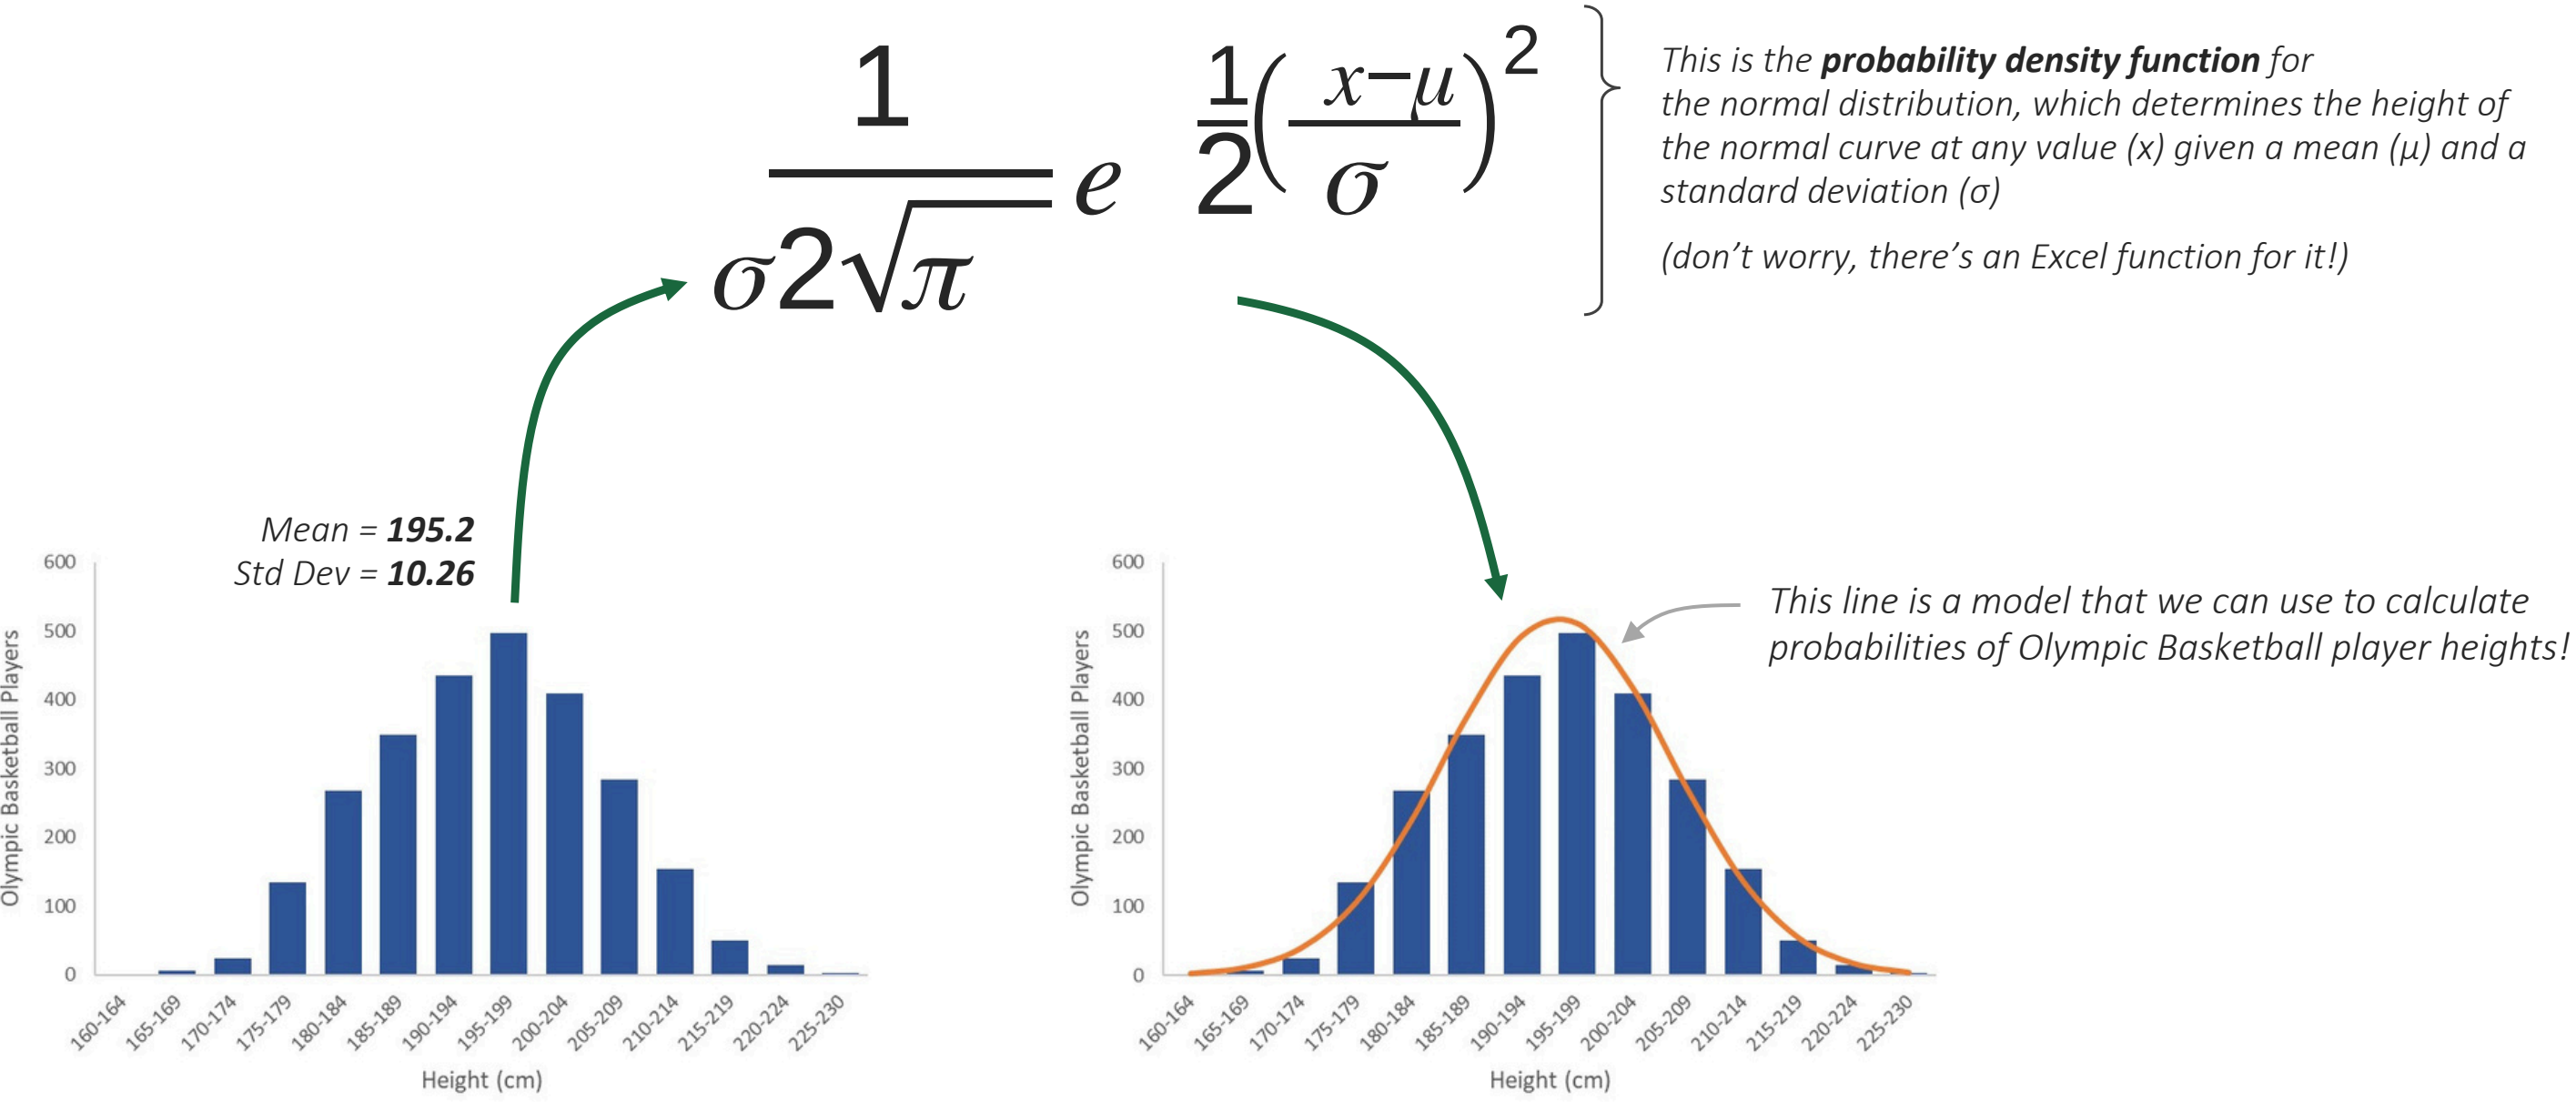 1
σ2√π
e
1
2
(
x−μ
σ
)
2
This is the probability density function for
the normal distribution, which determines the height of
the normal curve at any value (x) given a mean (μ) and a
standard deviation (σ)
(don’t worry, there’s an Excel function for it!)
Mean = 195.2
Std Dev = 10.26
600
500
400
300
200
100
0
Olympic Basketball Players
160-164
165-169
170-174
175-179
180-184
185-189
190-194
195-199
200-204
205-209
210-214
215-219
220-224
225-230
Height (cm)
600
500
400
300
200
100
0
Olympic Basketball Players
160-164
165-169
170-174
175-179
180-184
185-189
190-194
195-199
200-204
205-209
210-214
215-219
220-224
225-230
Height (cm)
This line is a model that we can use to calculate
probabilities of Olympic Basketball player heights!